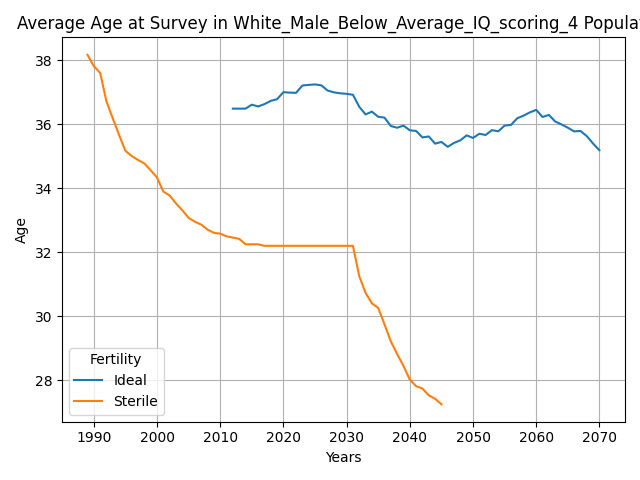 Average Age at Survey in White_Male_Below_Average_IQ_scoring_4 Popula
38
36
34
32
30
28
Age
Fertility
Ideal
Sterile
1990 2000 2010 2020 2030 2040 2050 2060 2070
Years